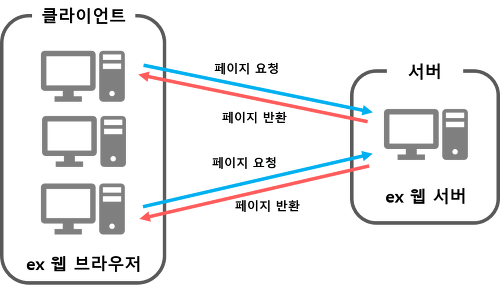 클라이언트
서버
페이지 요청
페이지 반환
페이지 요청
페이지 반환
ex 웹 브라우저
ex 웹 서버